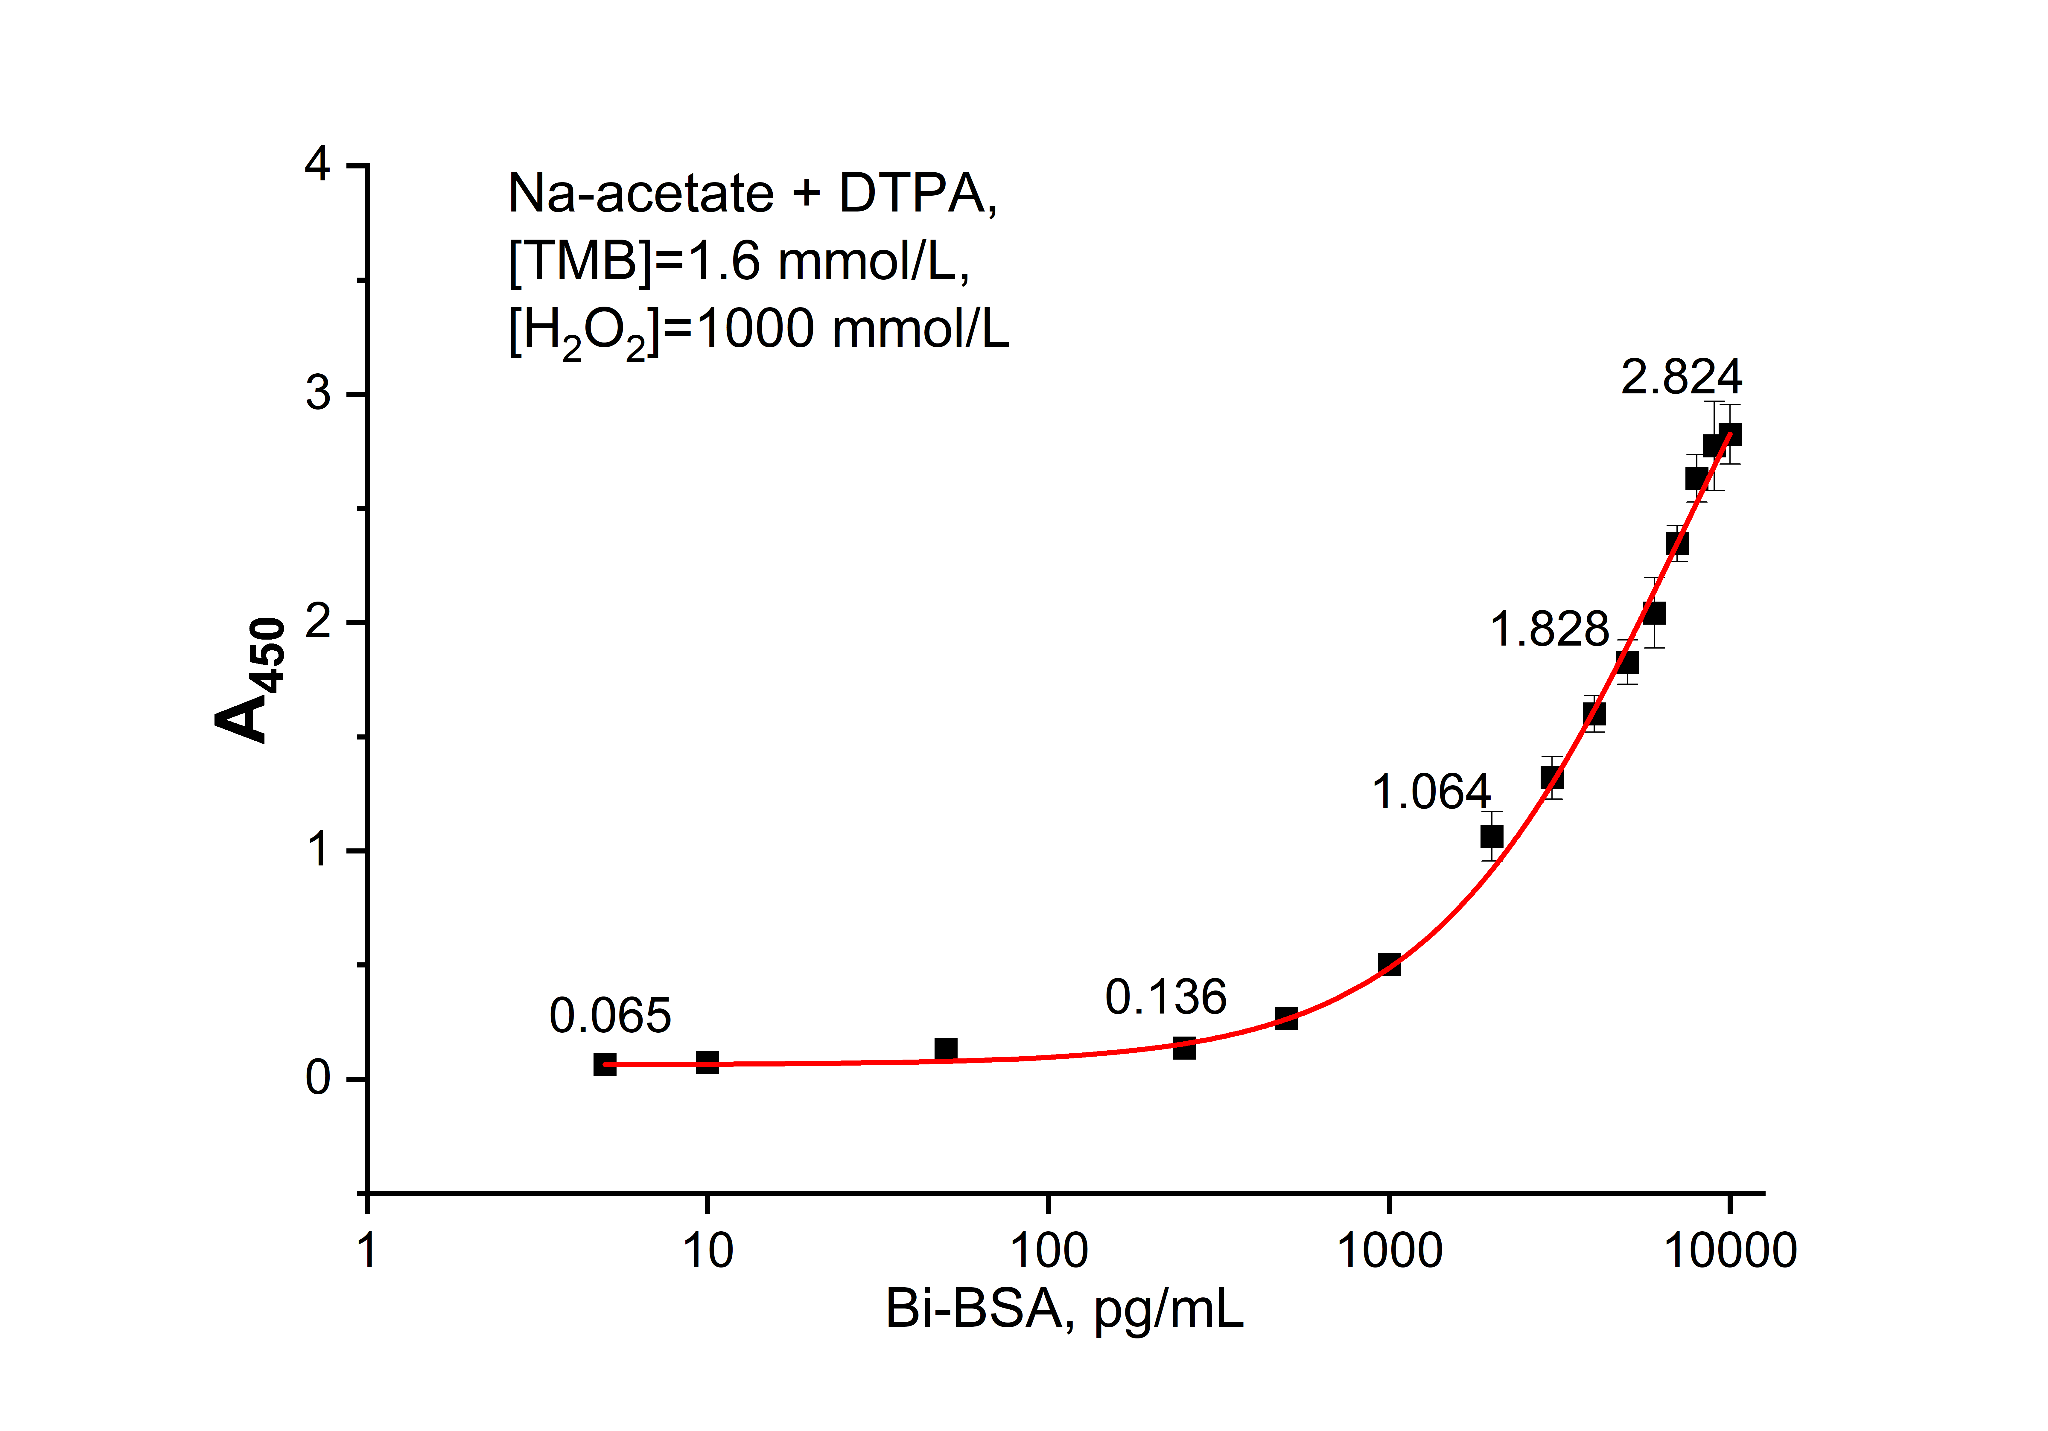 Na-acetate + DTPA,
[TMB]=1.6 mmol/L,
[H₂O₂]=1000 mmol/L
4
3
2
1
0
A₄₅₀
2.824
1.828
1.064
0.136
0.065
1 10 100 1000 10000
Bi-BSA, pg/mL